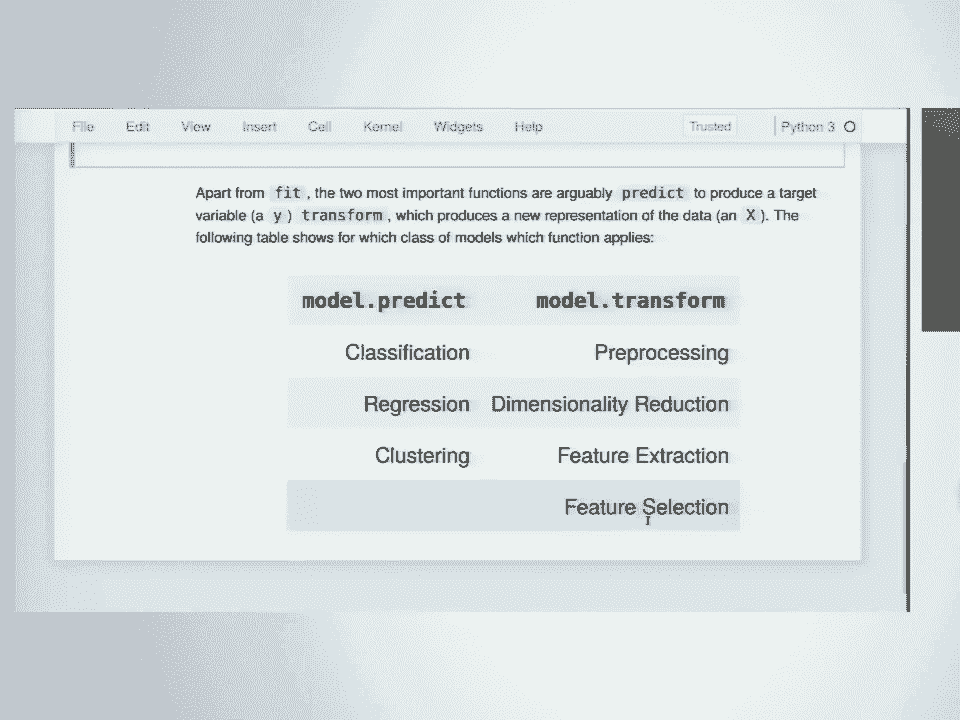 File Edit View Insert Cell Kernel Widgets Help Trusted Python 3
Apart from fit , the two most important functions are arguably predict to produce a target
variable (a y ) transform , which produces a new representation of the data (an X ). The
following table shows for which class of models which function applies:
model.predict model.transform
Classification Preprocessing
Regression Dimensionality Reduction
Clustering Feature Extraction
Feature Selection